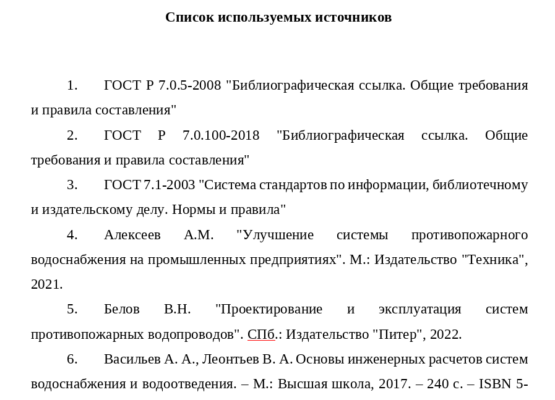 Список используемых источников
1. ГОСТ Р 7.0.5-2008 "Библиографическая ссылка. Общие требования
и правила составления"
2. ГОСТ Р 7.0.100-2018 "Библиографическая ссылка. Общие
требования и правила составления"
3. ГОСТ 7.1-2003 "Система стандартов по информации, библиотечному
и издательскому делу. Нормы и правила"
4. Алексеев А.М. "Улучшение системы противопожарного
водоснабжения на промышленных предприятиях". М.: Издательство "Техника",
2021.
5. Белов В.Н. "Проектирование и эксплуатация систем
противопожарных водопроводов". СПб.: Издательство "Питер", 2022.
6. Васильев А. А., Леонтьев В. А. Основы инженерных расчетов систем
водоснабжения и водоотведения. – М.: Высшая школа, 2017. – 240 с. – ISBN 5-